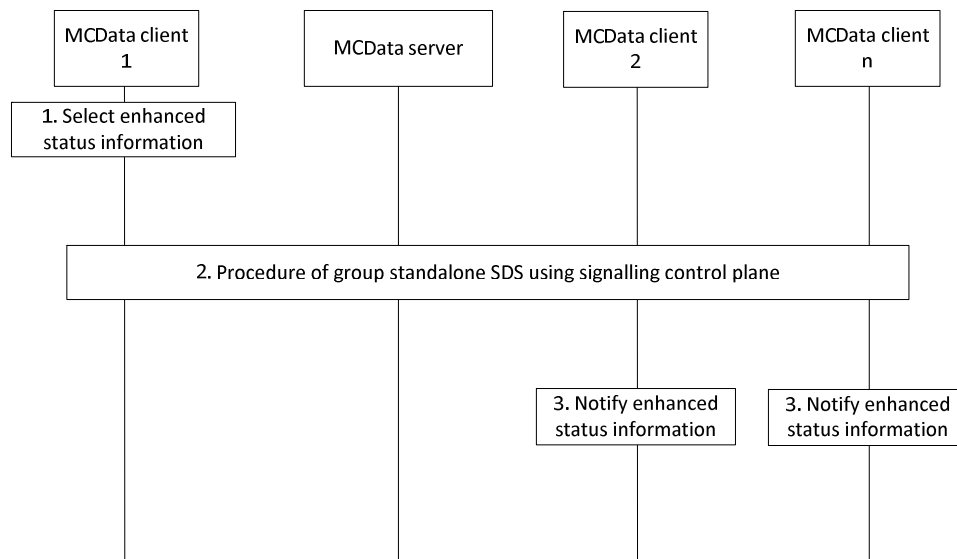 MCData client
1
MCData server
MCData client
2
MCData client
n
1. Select enhanced
status information
2. Procedure of group standalone SDS using signalling control plane
3. Notify enhanced
status information
3. Notify enhanced
status information